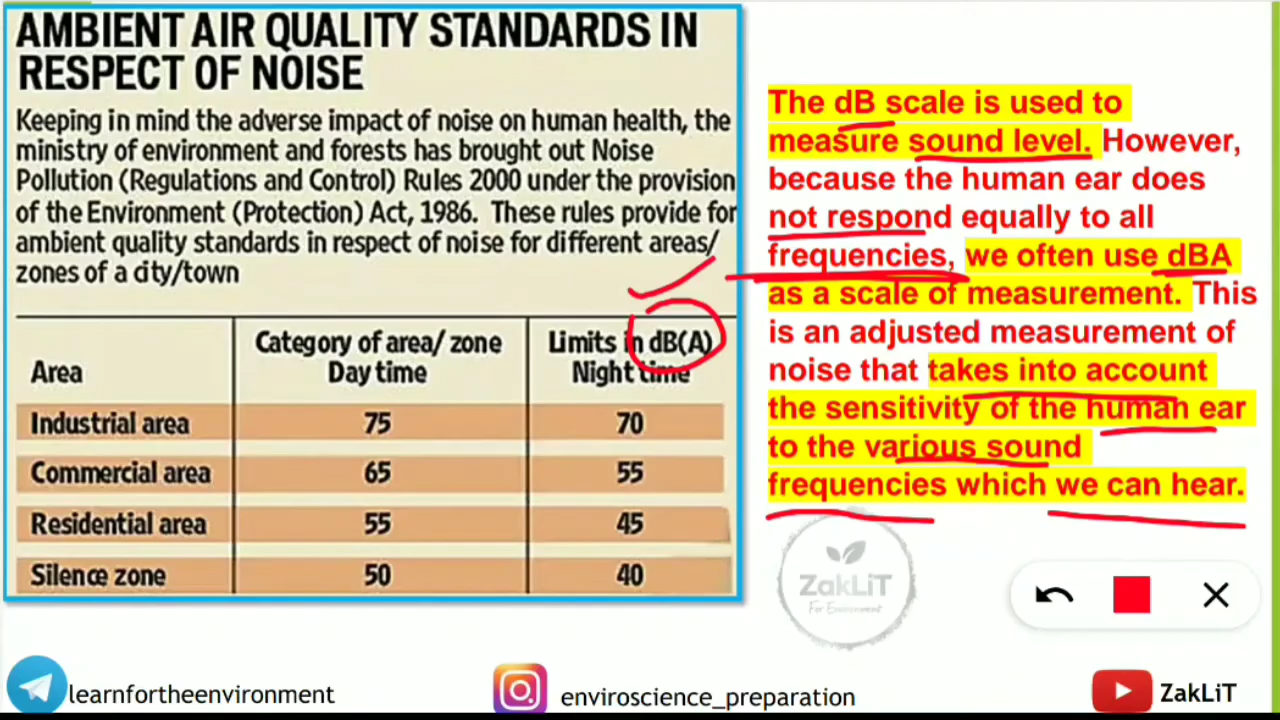 AMBIENT AIR QUALITY STANDARDS IN
RESPECT OF NOISE
Keeping in mind the adverse impact of noise on human health, the
ministry of environment and forests has brought out Noise
Pollution (Regulations and Control) Rules 2000 under the provision
of the Environment (Protection) Act, 1986. These rules provide for
ambient quality standards in respect of noise for different areas/
zones of a city/town
Area
Category of area/ zone
Day time
Limits in dB(A)
Night time
Industrial area 75 70
Commercial area 65 55
Residential area 55 45
Silence zone 50 40
The dB scale is used to
measure sound level. However,
because the human ear does
not respond equally to all
frequencies, we often use dBA
as a scale of measurement. This
is an adjusted measurement of
noise that takes into account
the sensitivity of the human ear
to the various sound
frequencies which we can hear.
ZakLiT
For Environment
learnfortheenvironment
enviroscience_preparation
ZakLiT